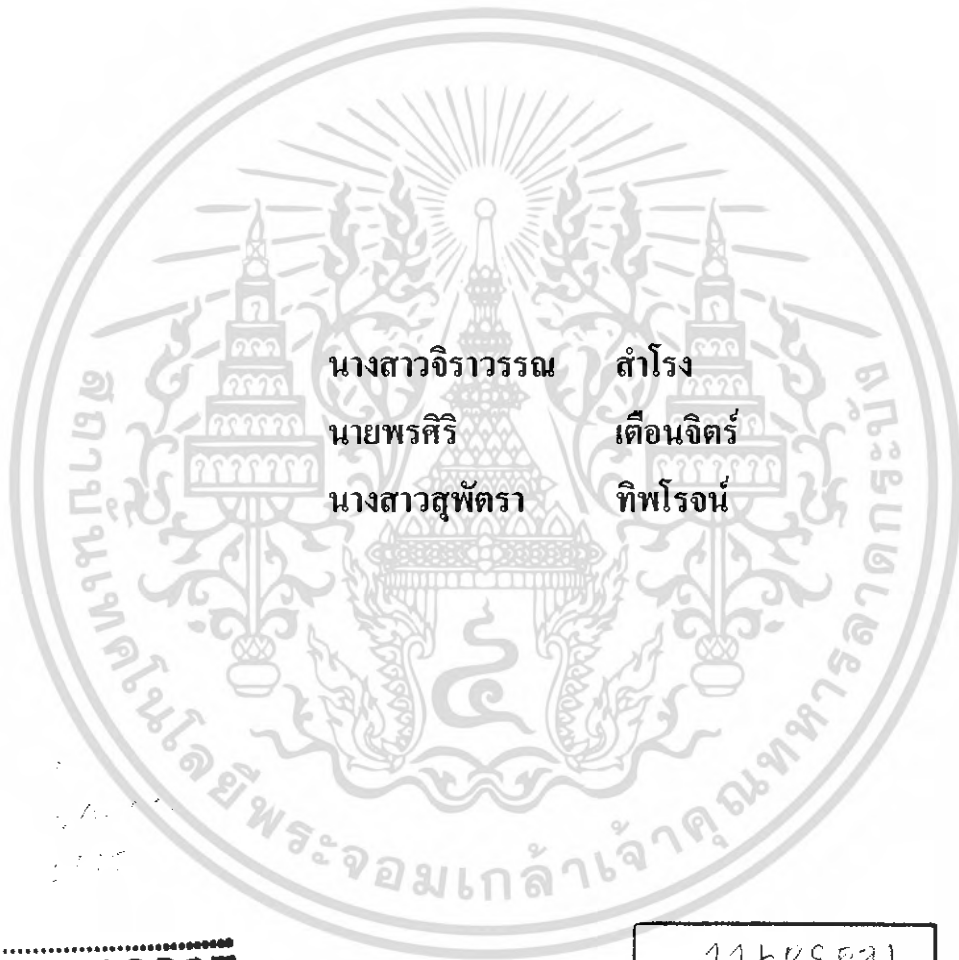 นางสาวจิราวรรณ สำโรง
นายพรศิริ เตือนจิตร์
นางสาวสุพัตรา ทิพโรจน์
สถาบันเทคโนโลยีพระจอมเกล้าเจ้าคุณทหารลาดกระบัง